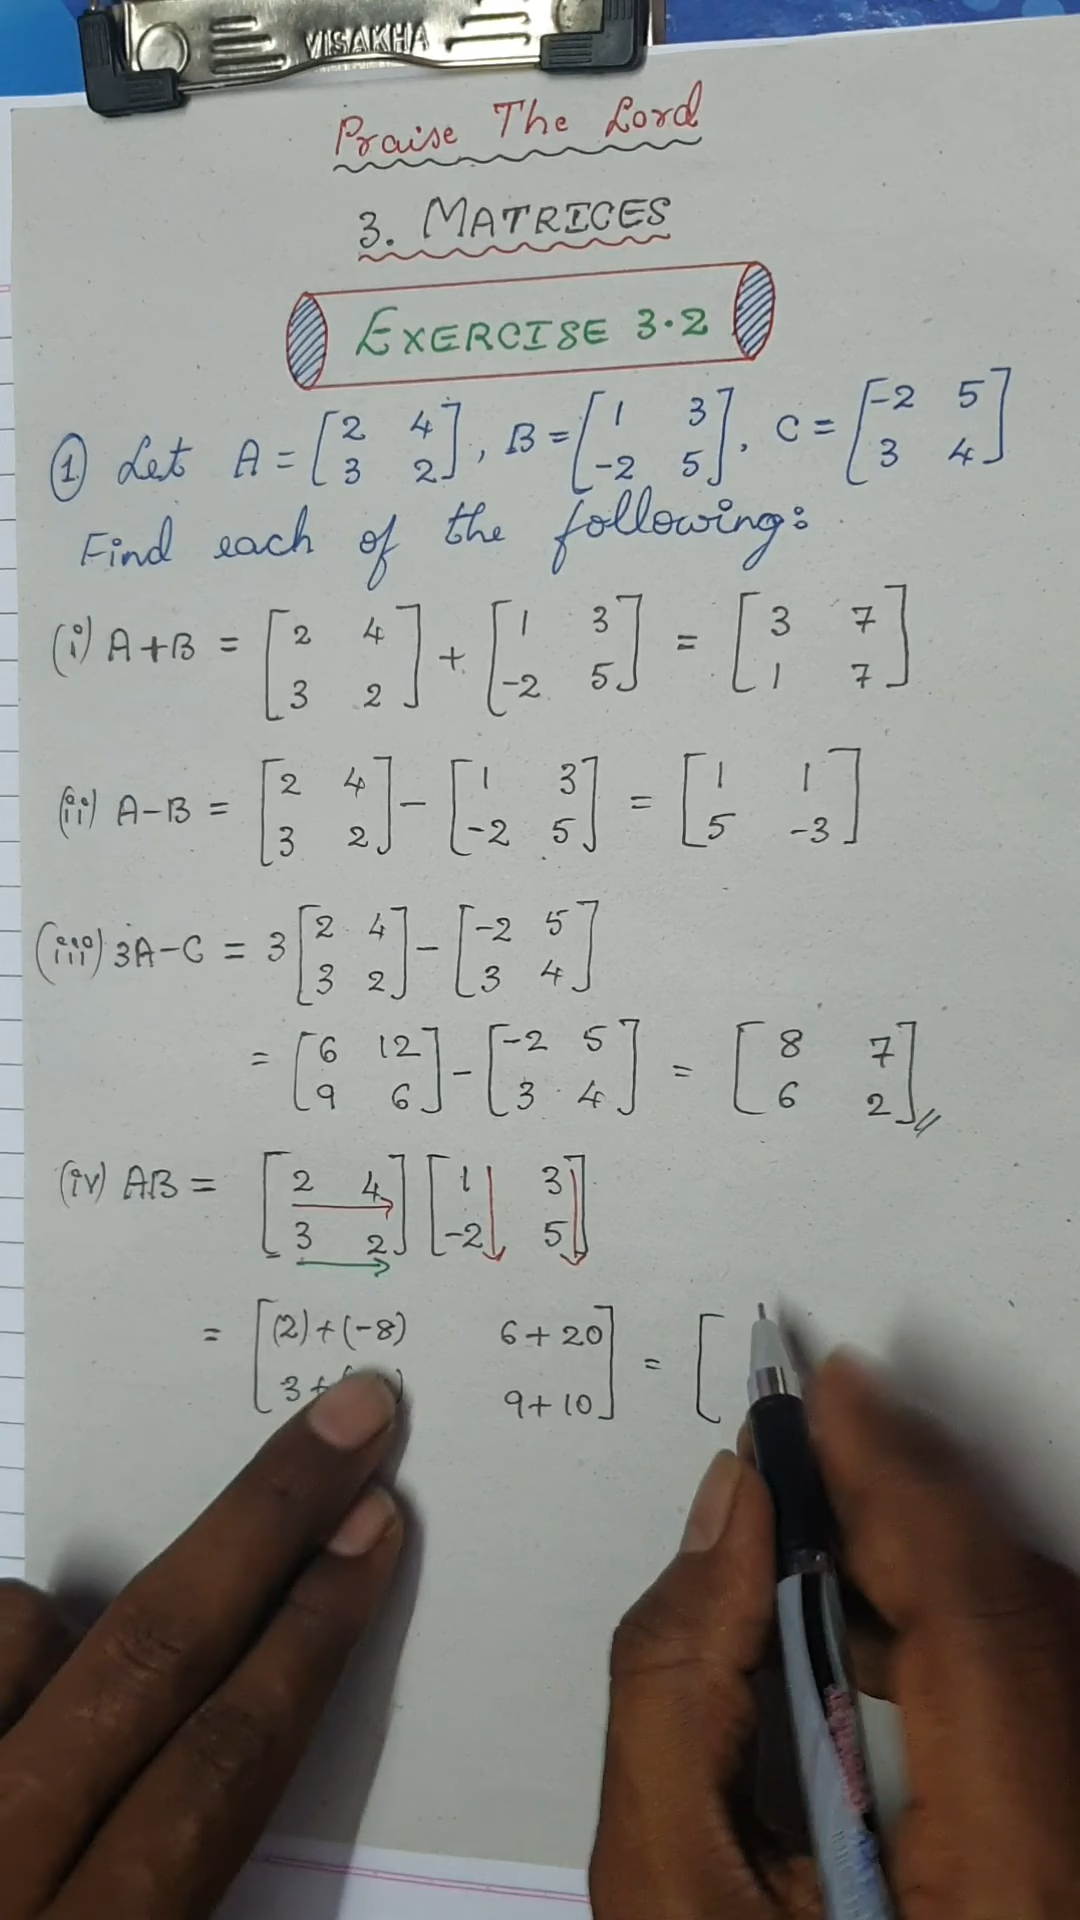 VISAKHA
Praise The Lord
3. MATRICES
EXERCISE 3.2
① Let A = [2 4 3 2], B = [1 3 -2 5], C = [-2 5 3 4]
Find each of the following:
(i) A+B = [2 4 3 2] + [1 3 -2 5] = [3 7 1 7]
(ii) A-B = [2 4 3 2] - [1 3 -2 5] = [1 1 5 -3]
(iii) 3A-C = 3 [2 4 3 2] - [-2 5 3 4]
= [6 12 9 6] - [-2 5 3 4] = [8 7 6 2]
(iv) AB = [2 4 3 2] [1 3 -2 5]
= [(2)+(-8) 6+20 3+ 9+10] = [